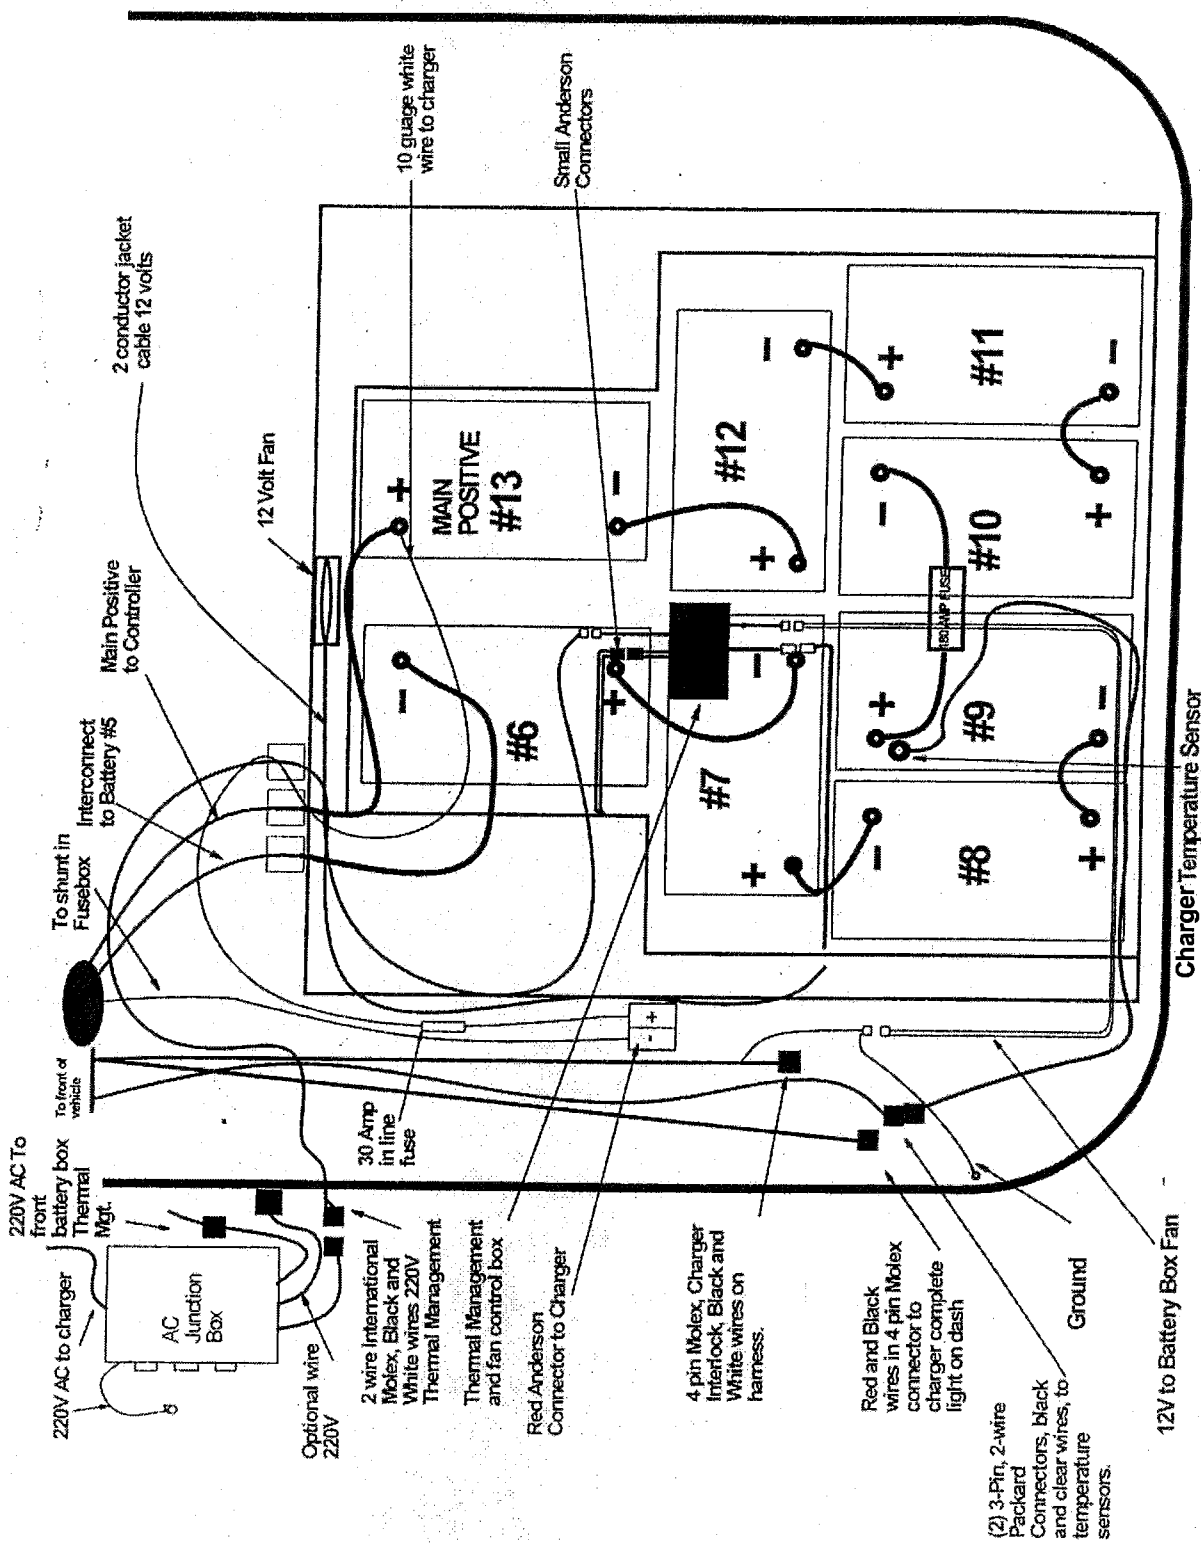 220V AC to charger
220V AC To
front
battery box
Thermal
Mgt.
To front of
vehicle
To shunt in
Fusebox
Interconnect
to Battery #5
Main Positive
to Controller
12 Volt Fan
2 conductor jacket
cable 12 volts
10 guage white
wire to charger
Small Anderson
Connectors
AC
Junction
Box
Optional wire
220V
2 wire International
Molex, Black and
White wires 220V
Thermal Management
30 Amp
in line
fuse
Thermal Management
and fan control box
Red Anderson
Connector to Charger
- +
4 pin Molex, Charger
Interlock, Black and
White wires on
harness.
Red and Black
wires in 4 pin Molex
connector to
charger complete
light on dash
(2) 3-Pin, 2-wire
Packard
Connectors, black
and clear wires, to
temperature
sensors.
Ground
12V to Battery Box Fan
Charger Temperature Sensor
- +
#6
+ -
MAIN
POSITIVE
#13
+ -
#7
+ -
#12
- +
#8
+ -
#9
180 AMP FUSE
- +
#10
+ -
#11